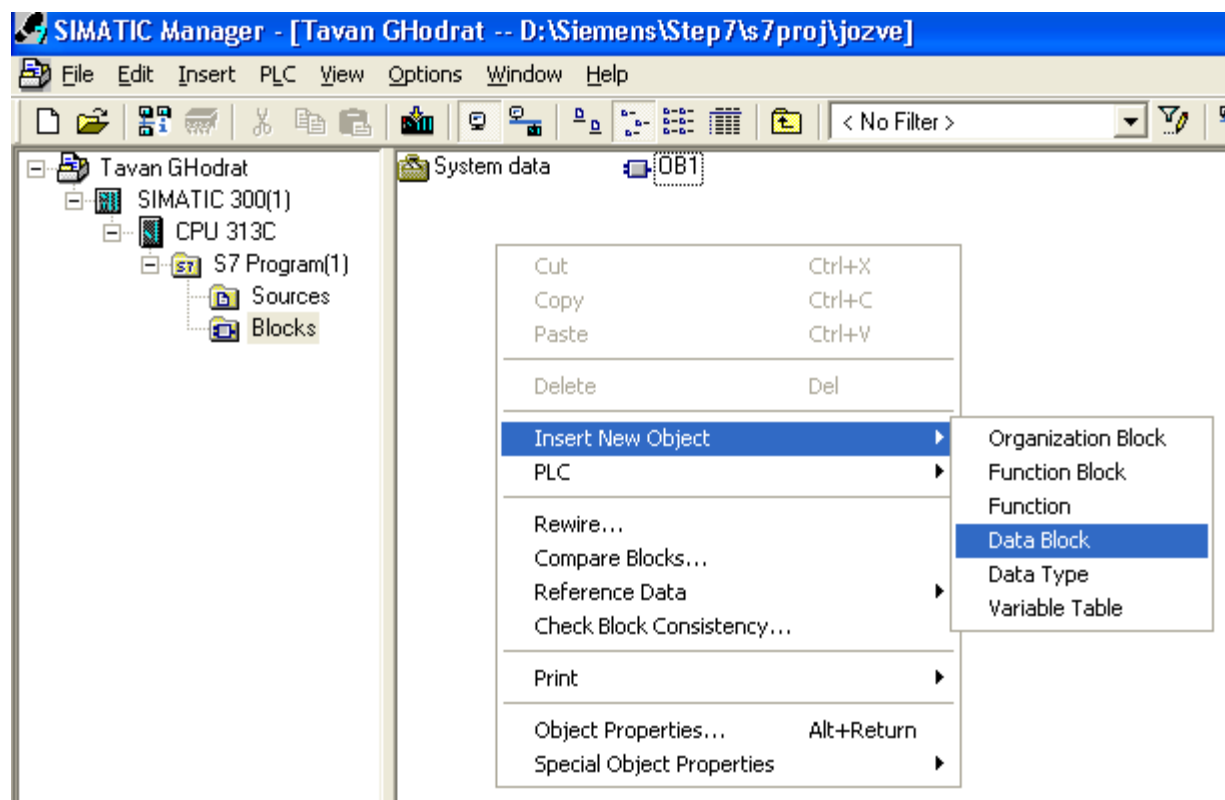 SIMATIC Manager - [Tavan GHodrat -- D:\Siemens\Step7\s7proj\jozve]
File Edit Insert PLC View Options Window Help
< No Filter >
Tavan GHodrat
SIMATIC 300(1)
CPU 313C
S7 Program(1)
Sources
Blocks
System data OB1
Cut Ctrl+X
Copy Ctrl+C
Paste Ctrl+V
Delete Del
Insert New Object
PLC
Rewire...
Compare Blocks...
Reference Data
Check Block Consistency...
Print
Object Properties... Alt+Return
Special Object Properties
Organization Block
Function Block
Function
Data Block
Data Type
Variable Table